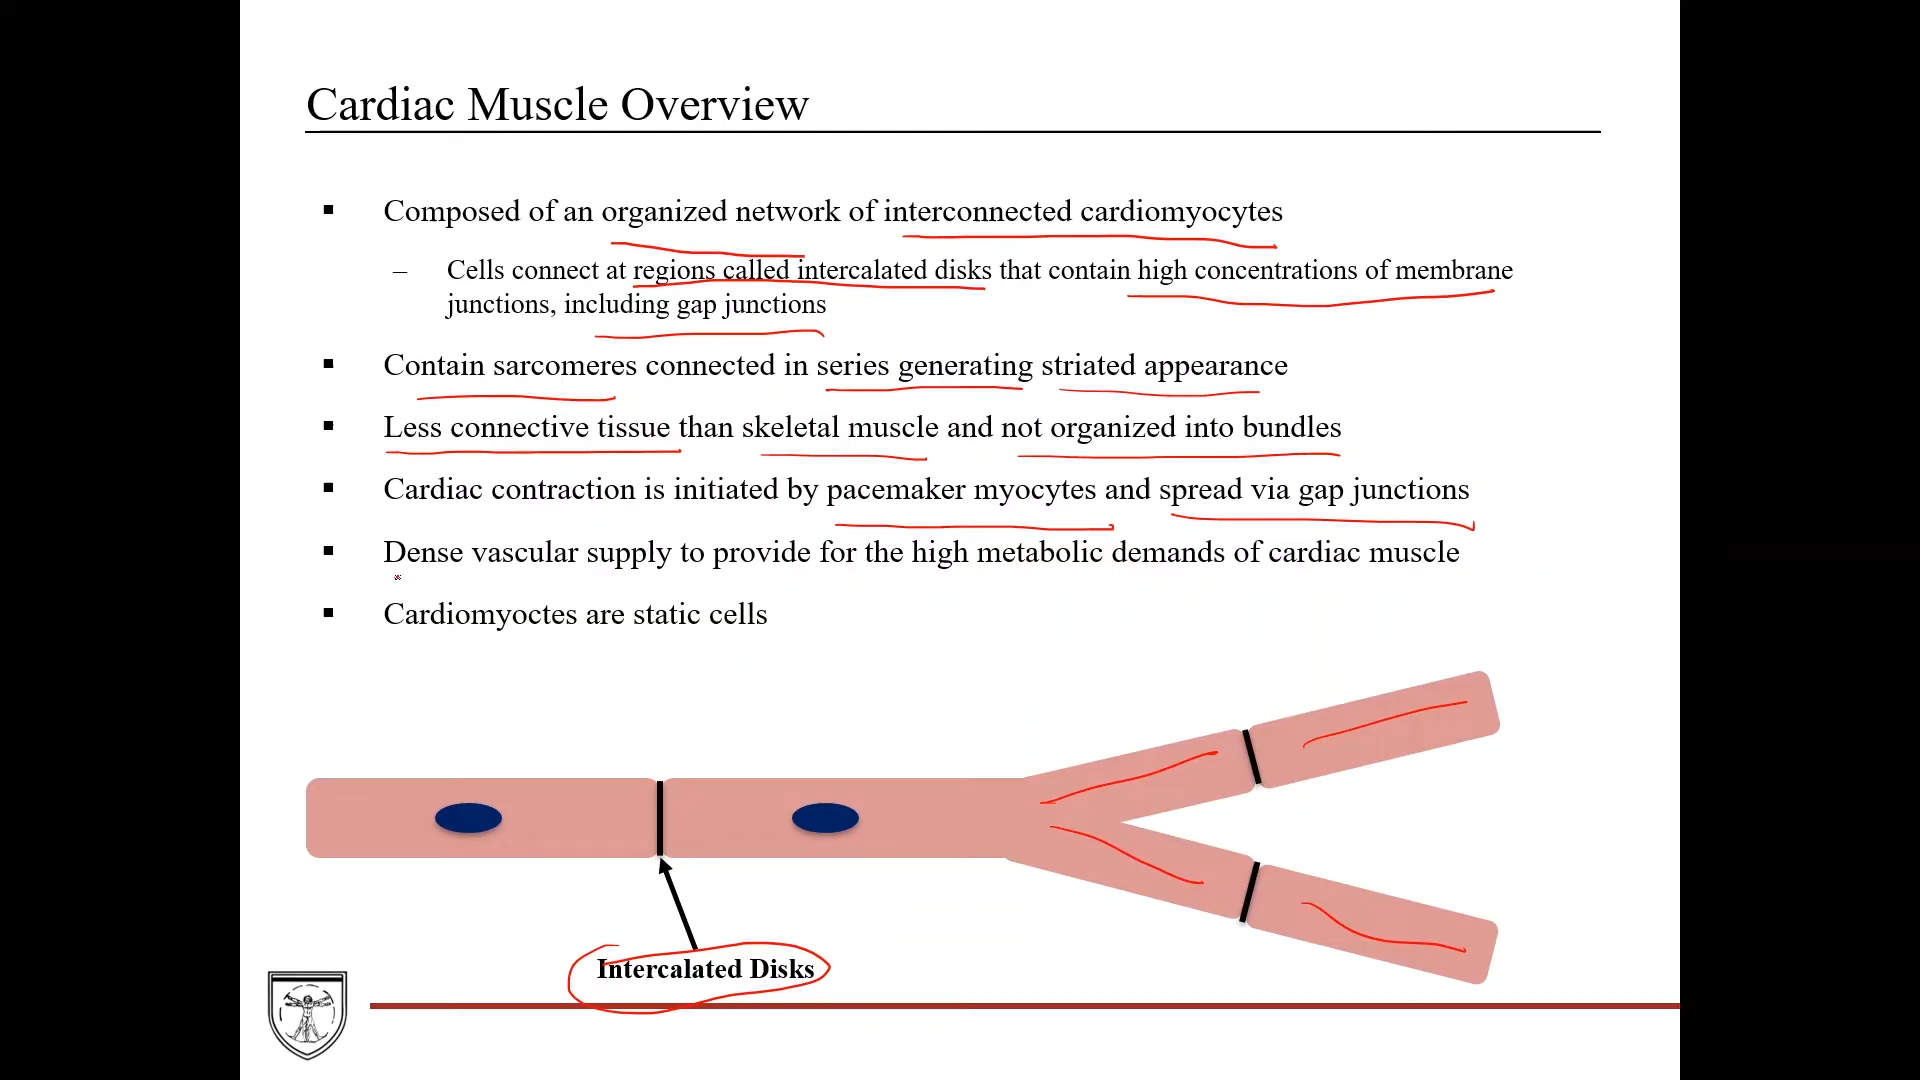 Cardiac Muscle Overview
▪ Composed of an organized network of interconnected cardiomyocytes
– Cells connect at regions called intercalated disks that contain high concentrations of membrane
junctions, including gap junctions
▪ Contain sarcomeres connected in series generating striated appearance
▪ Less connective tissue than skeletal muscle and not organized into bundles
▪ Cardiac contraction is initiated by pacemaker myocytes and spread via gap junctions
▪ Dense vascular supply to provide for the high metabolic demands of cardiac muscle
▪ Cardiomyoctes are static cells
Intercalated Disks